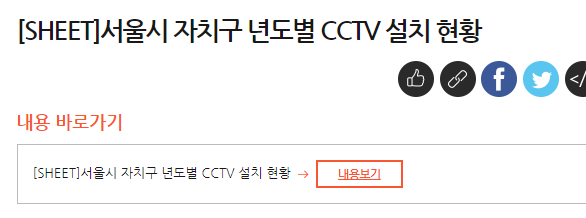 [SHEET]서울시 자치구 년도별 CCTV 설치 현황
내용 바로가기
[SHEET]서울시 자치구 년도별 CCTV 설치 현황 → 내용보기